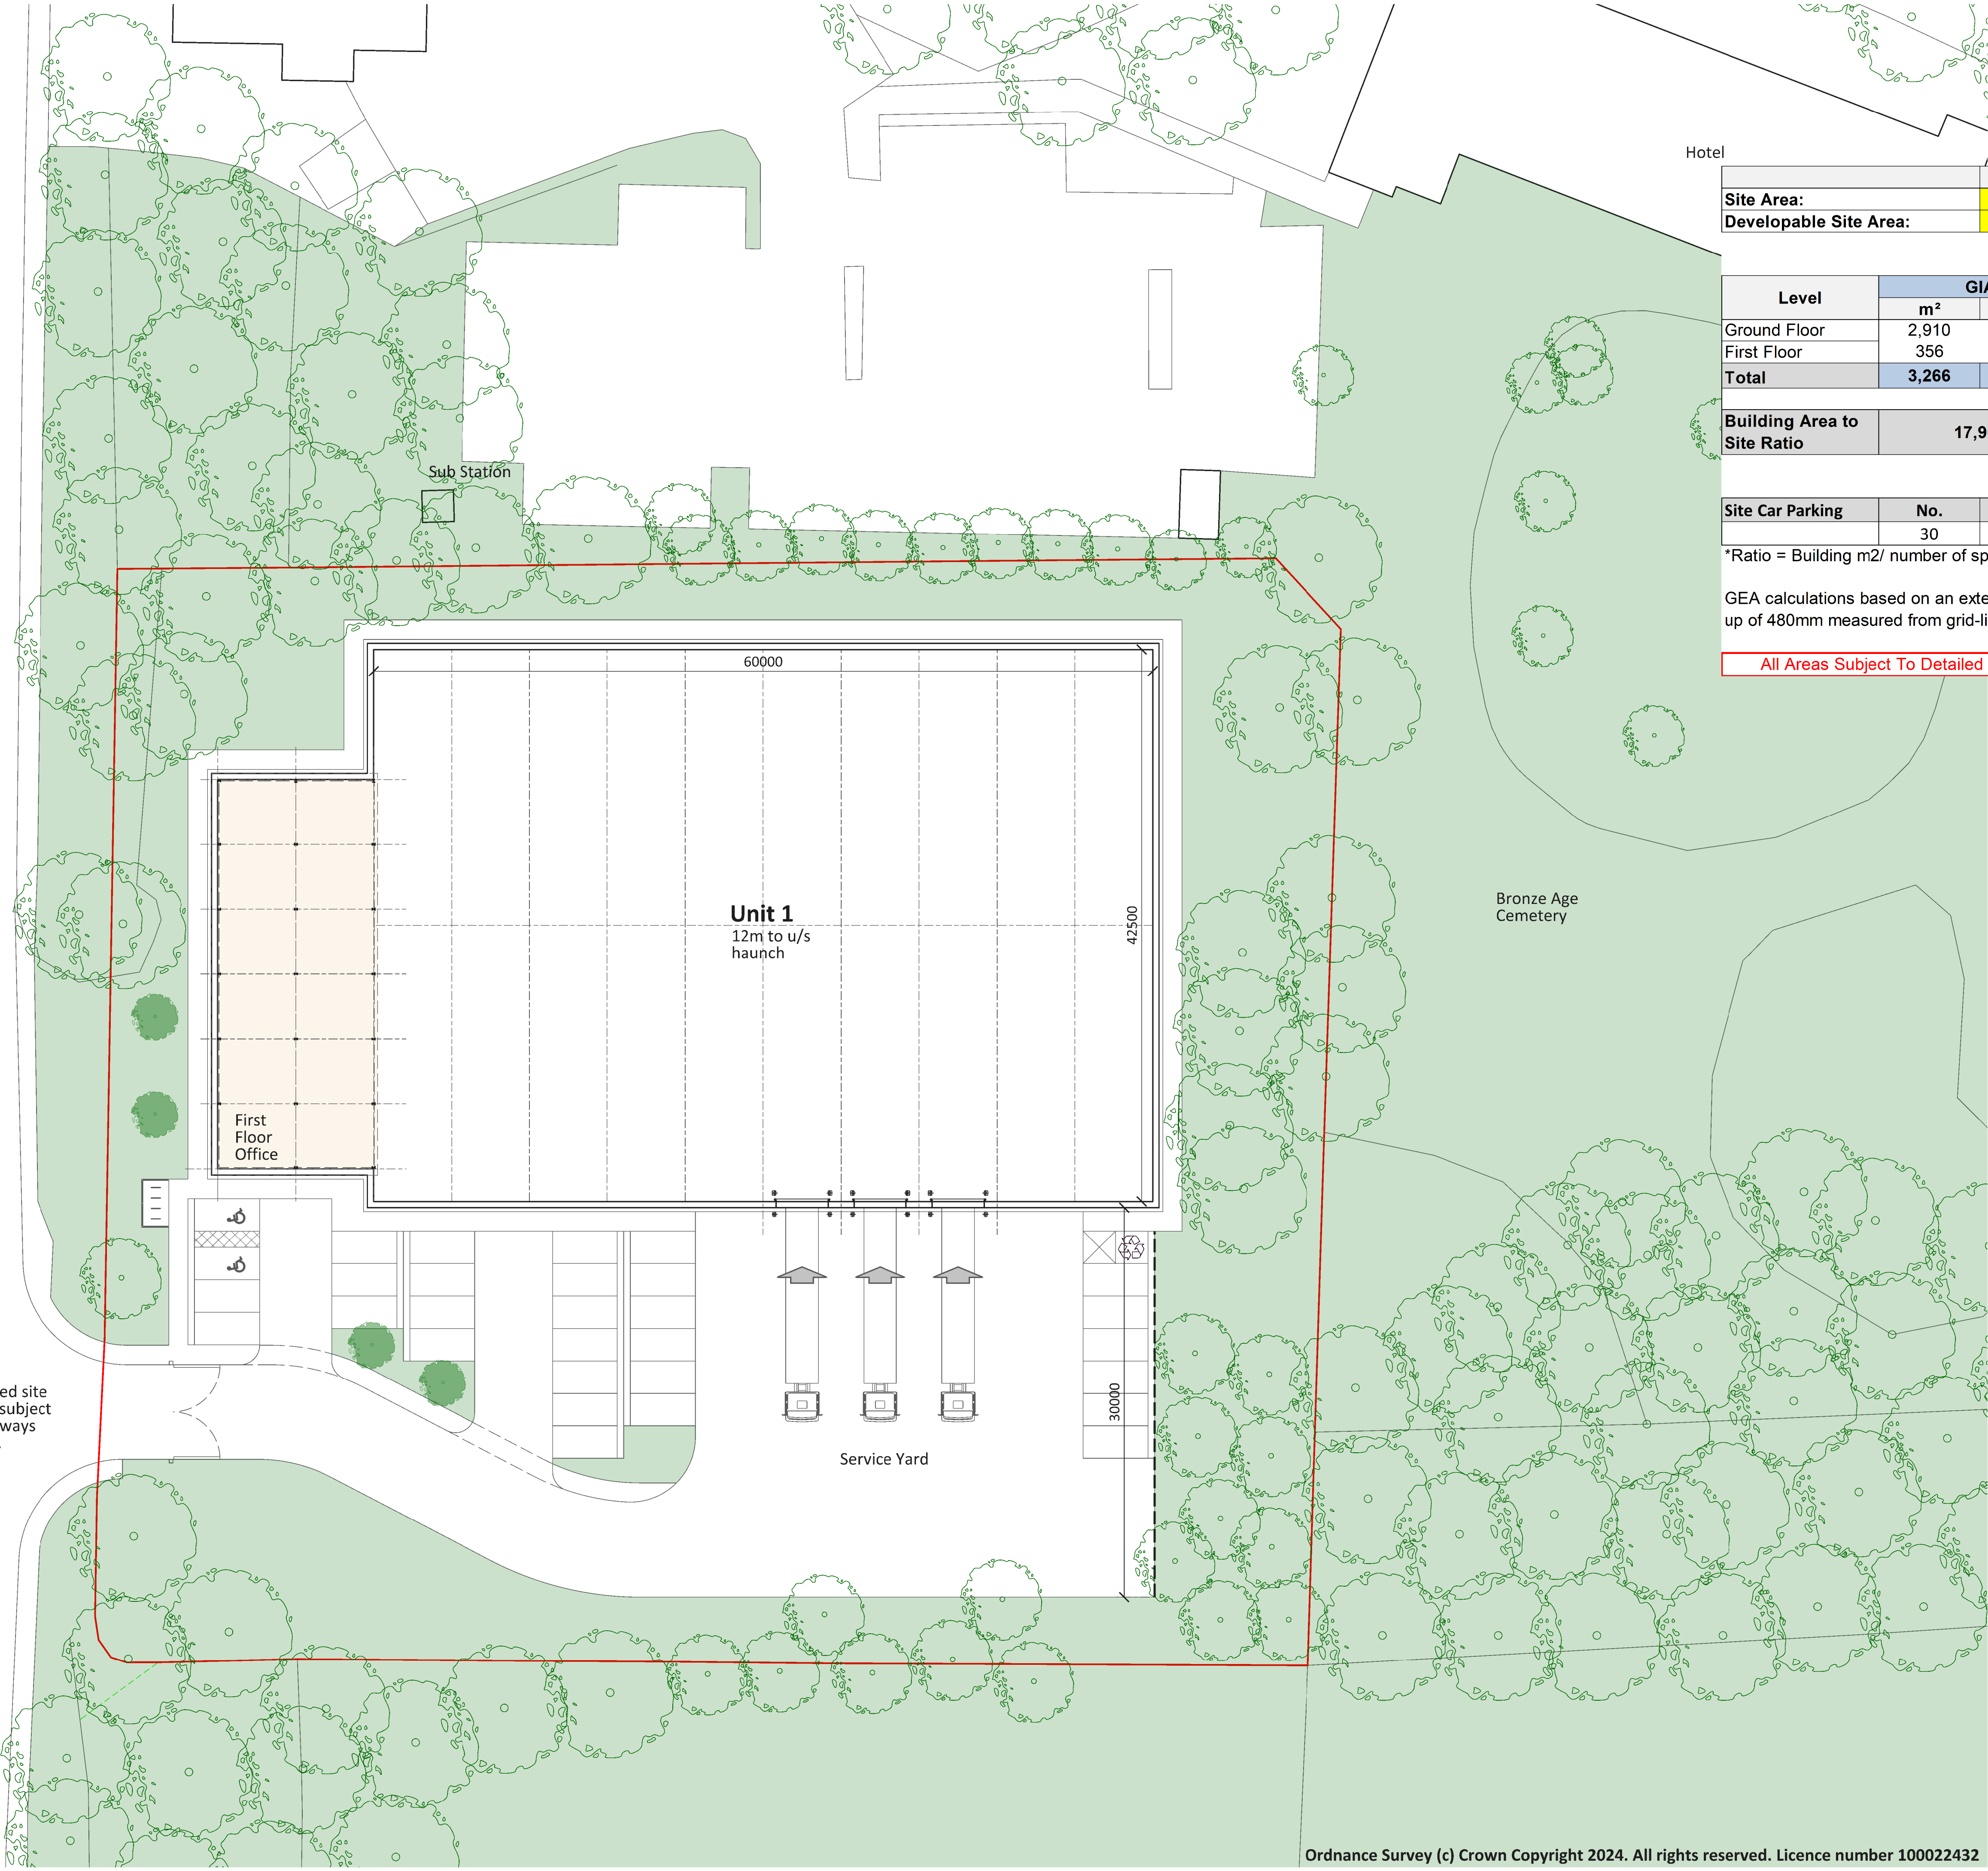 Hotel
Site Area:
Developable Site Area:
Level
GIA
m²
Ground Floor 2,910
First Floor 356
Total 3,266
Building Area to
Site Ratio
17,9
Site Car Parking No.
30
*Ratio = Building m2/ number of sp
GEA calculations based on an exte
up of 480mm measured from grid-li
All Areas Subject To Detailed
Sub Station
60000
Unit 1
12m to u/s
haunch
42500
Bronze Age
Cemetery
First
Floor
Office
30000
Service Yard
ed site
subject
ways
Ordnance Survey (c) Crown Copyright 2024. All rights reserved. Licence number 100022432